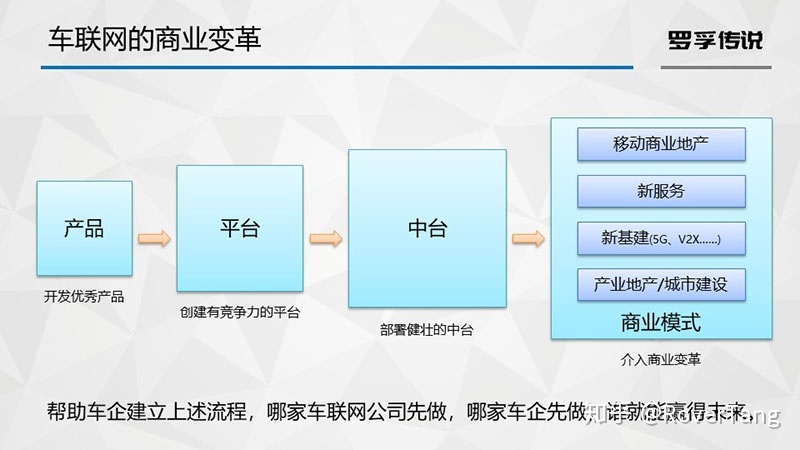 车联网的商业变革
罗孚传说
产品
开发优秀产品
平台
创建有竞争力的平台
中台
部署健壮的中台
移动商业地产
新服务
新基建(5G、V2X……)
产业地产/城市建设
商业模式
介入商业变革
帮助车企建立上述流程，哪家车联网公司先做，哪家车企先做，谁就能赢得未来。
知乎 @RoverTang